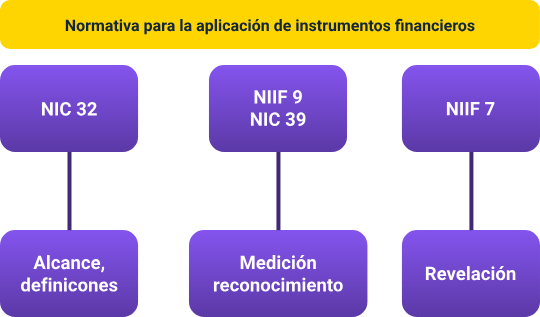 Normativa para la aplicación de instrumentos financieros
NIC 32
NIIF 9
NIC 39
NIIF 7
Alcance,
definicones
Medición
reconocimiento
Revelación